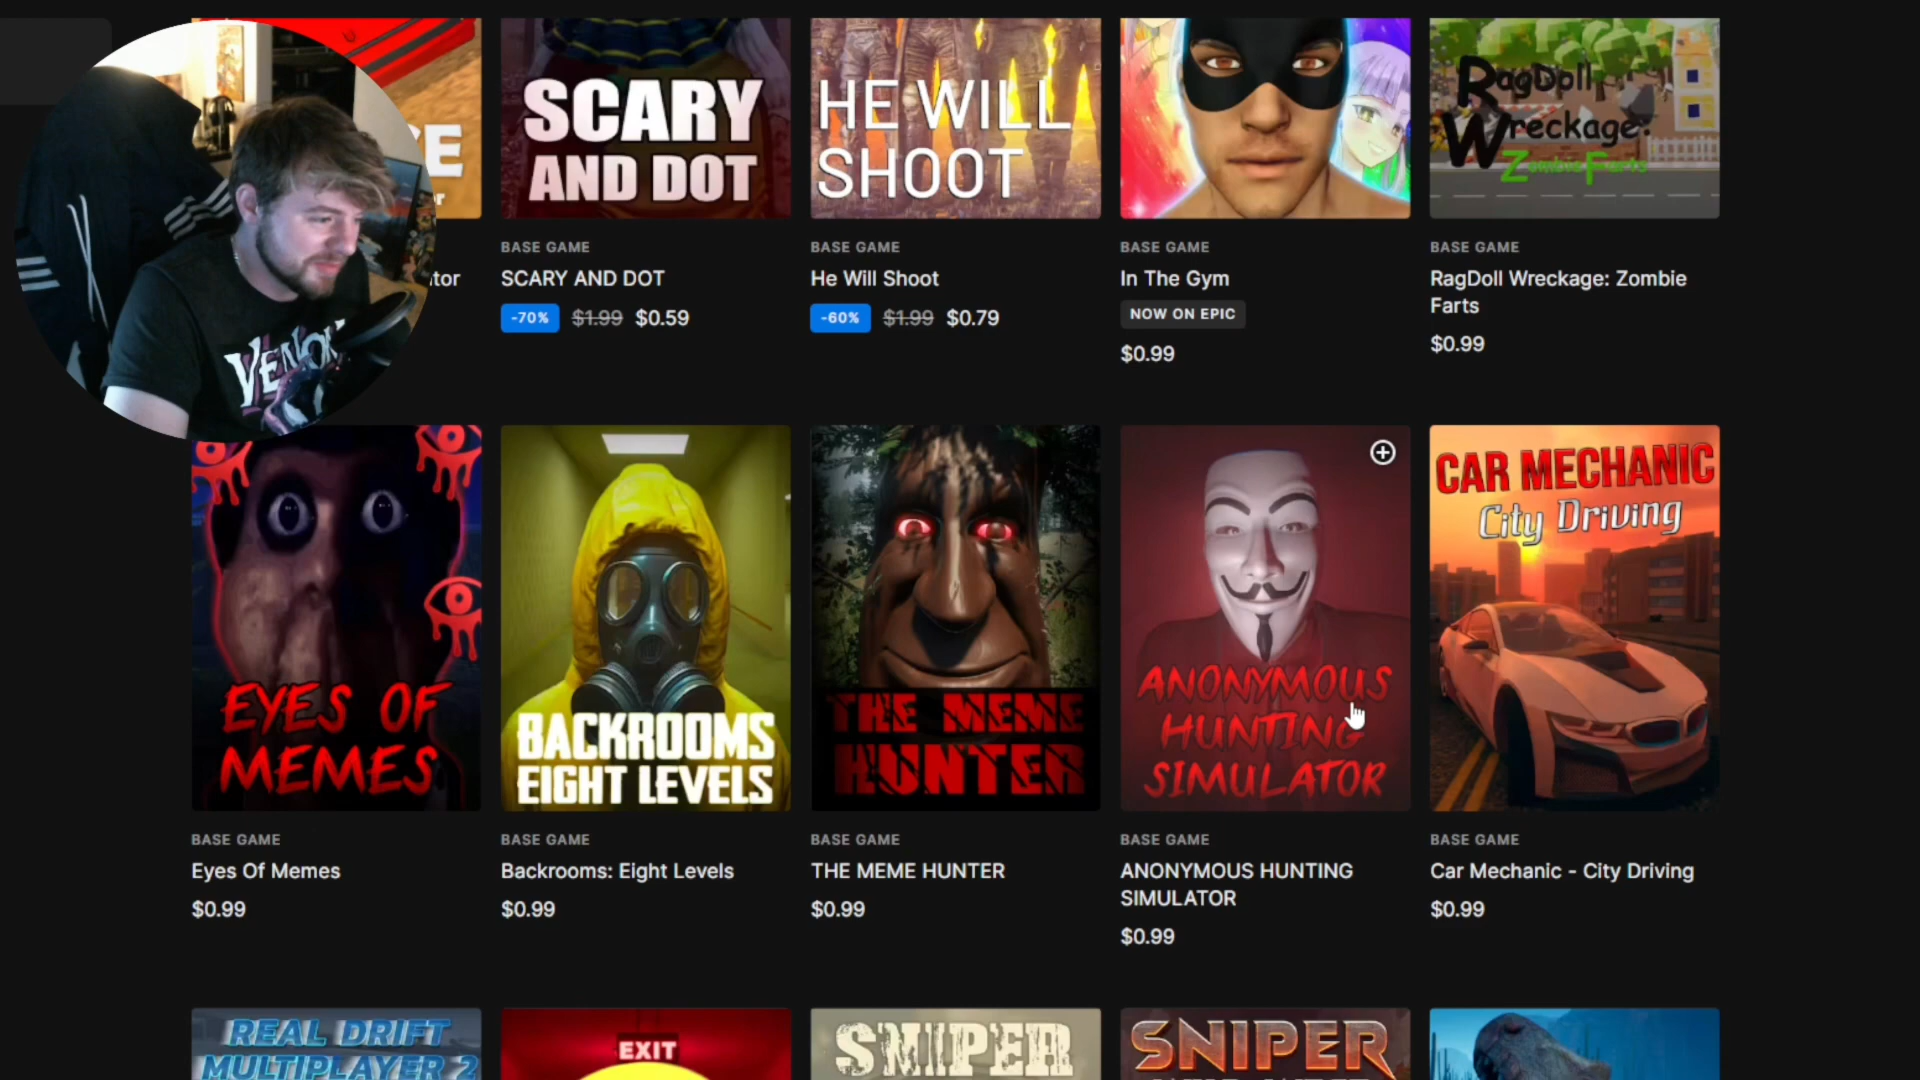 E
SCARY
AND DOT
HE WILL
SHOOT
RagDoll
Wreckage:
Zombie Farts
tor
BASE GAME
SCARY AND DOT
-70% $1.99 $0.59
BASE GAME
He Will Shoot
-60% $1.99 $0.79
BASE GAME
In The Gym
NOW ON EPIC
$0.99
BASE GAME
RagDoll Wreckage: Zombie
Farts
$0.99
VENOM
EYES OF
MEMES
BACKROOMS
EIGHT LEVELS
THE MEME
HUNTER
ANONYMOUS
HUNTING
SIMULATOR
CAR MECHANIC
City Driving
BASE GAME
Eyes Of Memes
$0.99
BASE GAME
Backrooms: Eight Levels
$0.99
BASE GAME
THE MEME HUNTER
$0.99
BASE GAME
ANONYMOUS HUNTING
SIMULATOR
$0.99
BASE GAME
Car Mechanic - City Driving
$0.99
REAL DRIFT
MULTIPLAYER 2
EXIT
SNIPER
SNIPER